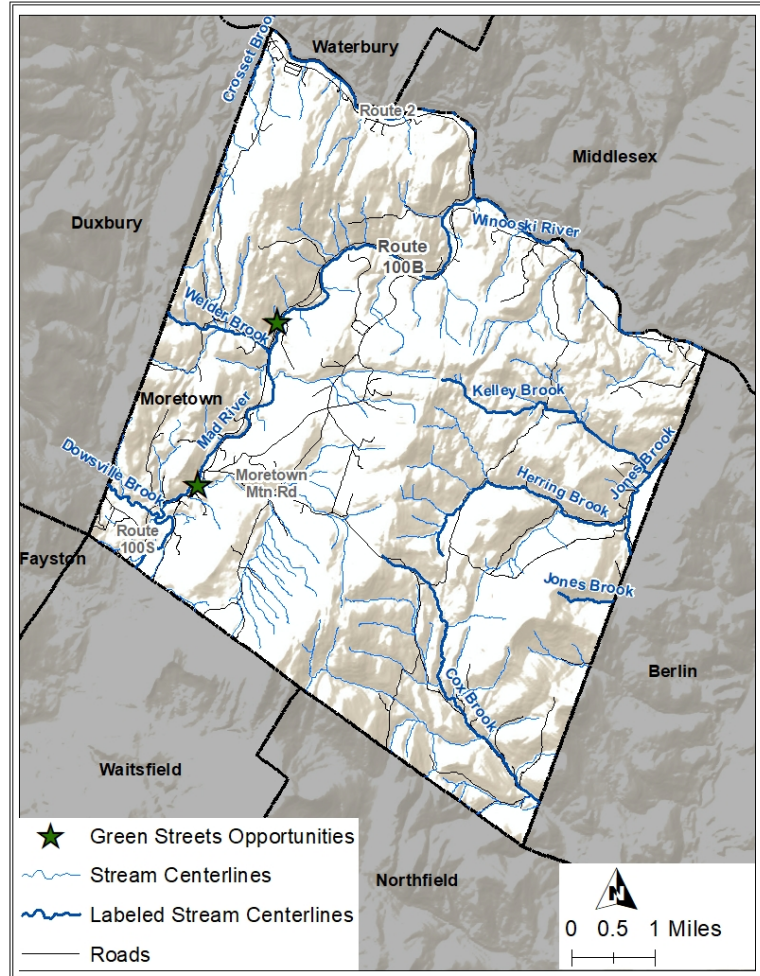 Waterbury
Crosset Broo
Route 2
Middlesex
Duxbury
Winooski River
Route
100B
Welder Brook
Kelley Brook
Moretown
Mad River
Jones Brook
Dowsville Brook
Moretown
Mtn Rd
Herring Brook
Route
100S
Fayston
Jones Brook
Berlin
Cox Brook
Waitsfield
Northfield
Green Streets Opportunities
Stream Centerlines
Labeled Stream Centerlines
Roads
N
0 0.5 1 Miles